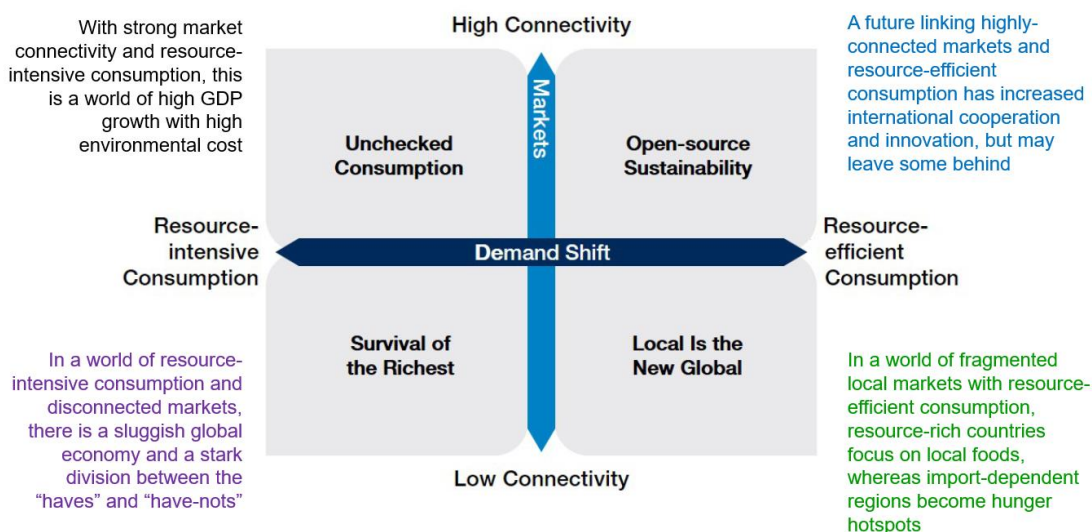 High Connectivity
With strong market
connectivity and resource-
intensive consumption, this
is a world of high GDP
growth with high
environmental cost
A future linking highly-
connected markets and
resource-efficient
consumption has increased
international cooperation
and innovation, but may
leave some behind
Markets
Unchecked
Consumption
Open-source
Sustainability
Resource-
intensive
Consumption
Demand Shift
Resource-
efficient
Consumption
Survival of
the Richest
Local Is the
New Global
In a world of resource-
intensive consumption and
disconnected markets,
there is a sluggish global
economy and a stark
division between the
“haves” and “have-nots”
In a world of fragmented
local markets with resource-
efficient consumption,
resource-rich countries
focus on local foods,
whereas import-dependent
regions become hunger
hotspots
Low Connectivity